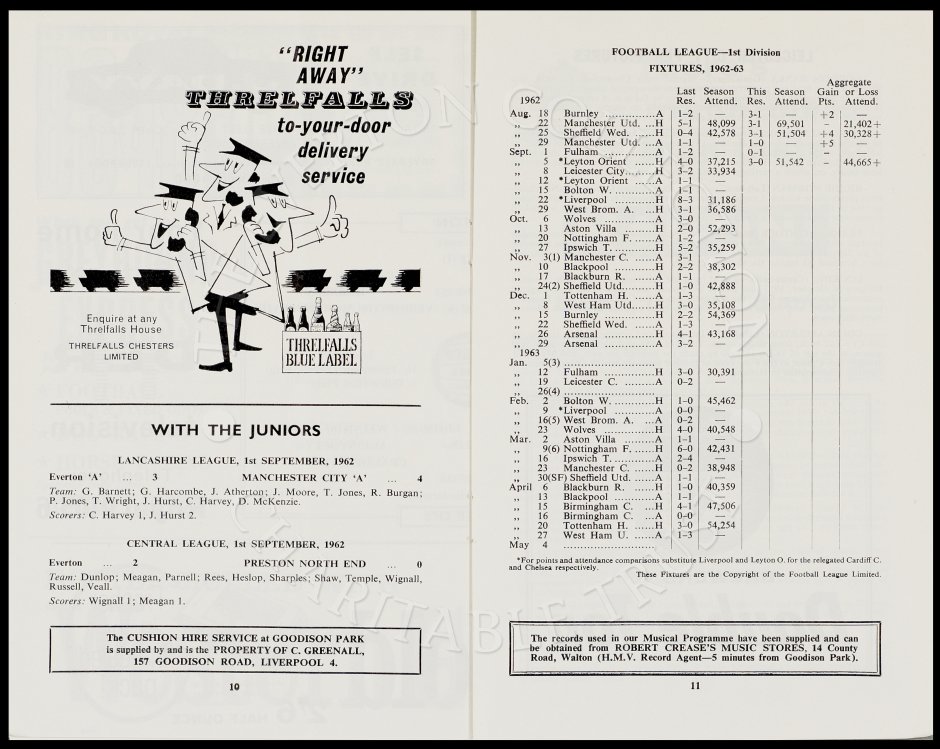 "RIGHT
AWAY"
THRELFALLS
to-your-door
delivery
service
Enquire at any
Threlfalls House
THRELFALLS CHESTERS
LIMITED
THRELFALLS
BLUE LABEL
WITH THE JUNIORS
LANCASHIRE LEAGUE, 1st SEPTEMBER, 1962
Everton 'A' ... 3 MANCHESTER CITY 'A' ... 4
Team: G. Barnett; G. Harcombe, J. Atherton; J. Moore, T. Jones, R. Burgan;
P. Jones, T. Wright, J. Hurst, C. Harvey, D. McKenzie.
Scorers: C. Harvey 1, J. Hurst 2.
CENTRAL LEAGUE, 1st SEPTEMBER, 1962
Everton ... 2 PRESTON NORTH END ... 0
Team: Dunlop; Meagan, Parnell; Rees, Heslop, Sharples; Shaw, Temple, Wignall,
Russell, Veall.
Scorers: Wignall 1; Meagan 1.
The CUSHION HIRE SERVICE at GOODISON PARK
is supplied by and is the PROPERTY OF C. GREENALL,
157 GOODISON ROAD, LIVERPOOL 4.
10
FOOTBALL LEAGUE—1st Division
FIXTURES, 1962-63
Aggregate
Last Season This Season Gain or Loss
1962 Res. Attend. Res. Attend. Pts. Attend.
Aug. 18 Burnley ...............A 1–2 — 3-1 +2 —
,, 22 Manchester Utd. ...H 5–1 48,099 3-1 69,501 - 21,402+
,, 25 Sheffield Wed. ......H 0–4 42,578 3-1 51,504 +4 30,328+
,, 29 Manchester Utd. ...A 1–1 — 1-0 — +5 —
Sept. 1 Fulham ...............A 1–2 — 0-1 — — —
,, 5 *Leyton Orient ......H 4–0 37,215 3-0 51,542 - 44,665+
,, 8 Leicester City.........H 3–2 33,934
,, 12 *Leyton Orient ......A 1–1 —
,, 15 Bolton W. ............A 1–1 —
,, 22 *Liverpool ............H 8–3 31,186
,, 29 West Brom. A. ...H 3–1 36,586
Oct. 6 Wolves ...............A 3–0 —
,, 13 Aston Villa .........H 2–0 52,293
,, 20 Nottingham F. ......A 1–2 —
,, 27 Ipswich T. ............H 5–2 35,259
Nov. 3(1) Manchester C. ......A 3–1 —
,, 10 Blackpool ............H 2–2 38,302
,, 17 Blackburn R. .........A 1–1 —
,, 24(2) Sheffield Utd.........H 1–0 42,888
Dec. 1 Tottenham H. ......A 1–3 —
,, 8 West Ham Utd.......H 3–0 35,108
,, 15 Burnley ...............H 2–2 54,369
,, 22 Sheffield Wed. ......A 1–3 —
,, 26 Arsenal ...............H 4–1 43,168
,, 29 Arsenal ...............A 3–2 —
1963
Jan. 5(3) ...........................
,, 12 Fulham ...............H 3–0 30,391
,, 19 Leicester C. .........A 0–2 —
,, 26(4) ...........................
Feb. 2 Bolton W. ............H 1–0 45,462
,, 9 *Liverpool ............A 0–0 —
,, 16(5) West Brom. A. ......A 0–2 —
,, 23 Wolves ...............H 4–0 40,548
Mar. 2 Aston Villa .........A 1–1 —
,, 9(6) Nottingham F. ......H 6–0 42,431
,, 16 Ipswich T. ............A 2–4 —
,, 23 Manchester C. ......H 0–2 38,948
,, 30(SF) Sheffield Utd. ......A 1–1 —
April 6 Blackburn R. .........H 1–0 40,359
,, 13 Blackpool ............A 1–1 —
,, 15 Birmingham C. ......H 4–1 47,506
,, 16 Birmingham C. ...A 0–0 —
,, 20 Tottenham H. ......H 3–0 54,254
,, 27 West Ham U. ......A 1–3 —
May 4 ...........................
*For points and attendance comparisons substitute Liverpool and Leyton O. for the relegated Cardiff C.
and Chelsea respectively.
These Fixtures are the Copyright of the Football League Limited.
The records used in our Musical Programme have been supplied and can
be obtained from ROBERT CREASE'S MUSIC STORES, 14 County
Road, Walton (H.M.V. Record Agent—5 minutes from Goodison Park).
11
CHARITABLE TRUST